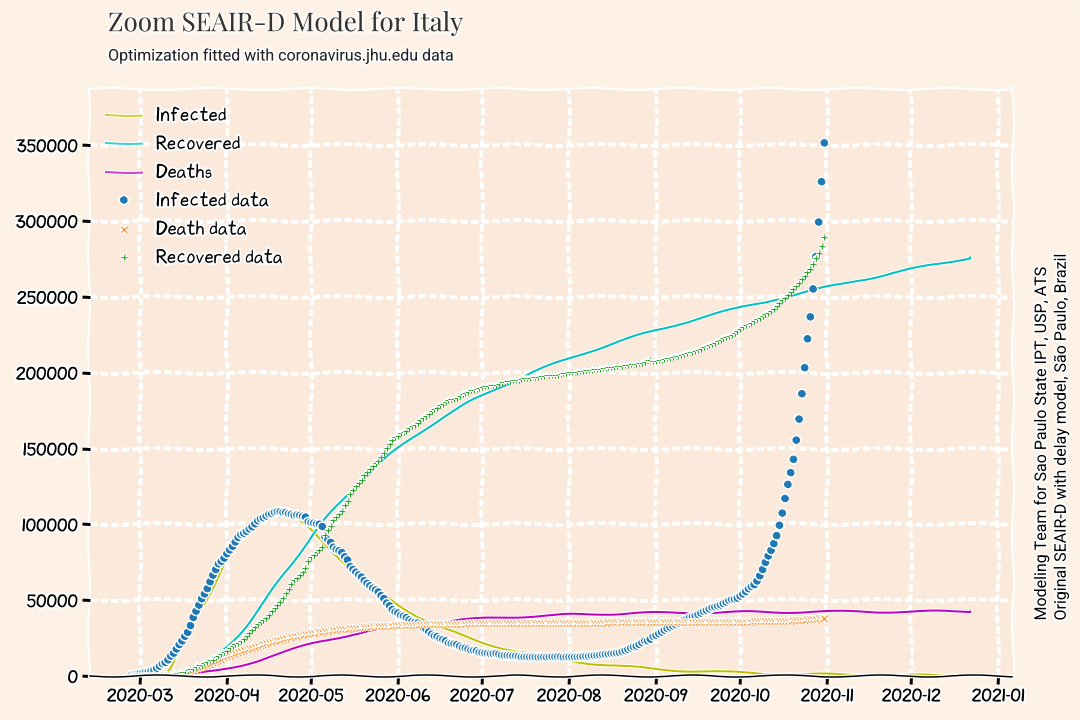 Zoom SEAIR-D Model for Italy
Optimization fitted with coronavirus.jhu.edu data
Infected
Recovered
Deaths
Infected data
Death data
Recovered data
350000
300000
250000
200000
150000
100000
50000
0
2020-03 2020-04 2020-05 2020-06 2020-07 2020-08 2020-09 2020-10 2020-11 2020-12 2021-01
Modeling Team for Sao Paulo State IPT, USP, ATS
Original SEAIR-D with delay model, São Paulo, Brazil